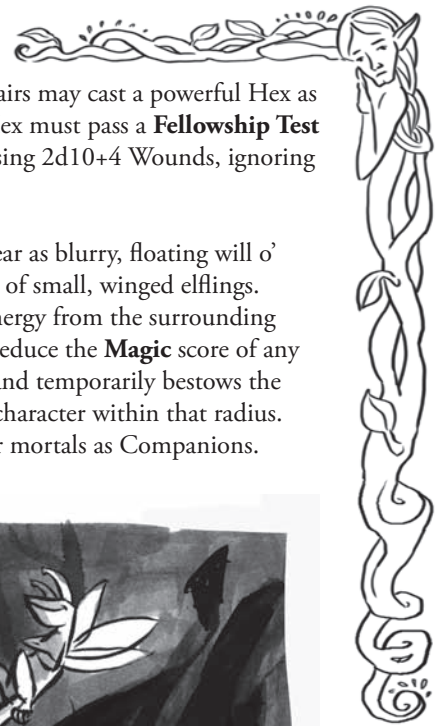 airs may cast a powerful Hex as
ex must pass a Fellowship Test
sing 2d10+4 Wounds, ignoring
ear as blurry, floating will o’
of small, winged elflings.
nergy from the surrounding
educe the Magic score of any
nd temporarily bestows the
character within that radius.
r mortals as Companions.